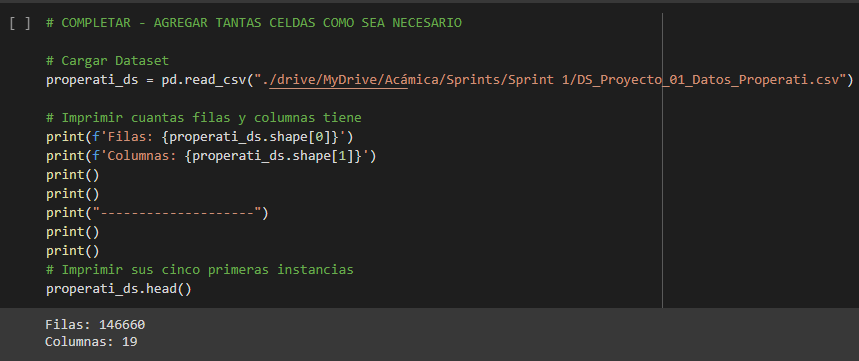 [ ] # COMPLETAR - AGREGAR TANTAS CELDAS COMO SEA NECESARIO
# Cargar Dataset
properati_ds = pd.read_csv("./drive/MyDrive/Acámica/Sprints/Sprint 1/DS_Proyecto_01_Datos_Properati.csv")
# Imprimir cuantas filas y columnas tiene
print(f'Filas: {properati_ds.shape[0]}')
print(f'Columnas: {properati_ds.shape[1]}')
print()
print()
print("--------------------")
print()
print()
# Imprimir sus cinco primeras instancias
properati_ds.head()
Filas: 146660
Columnas: 19